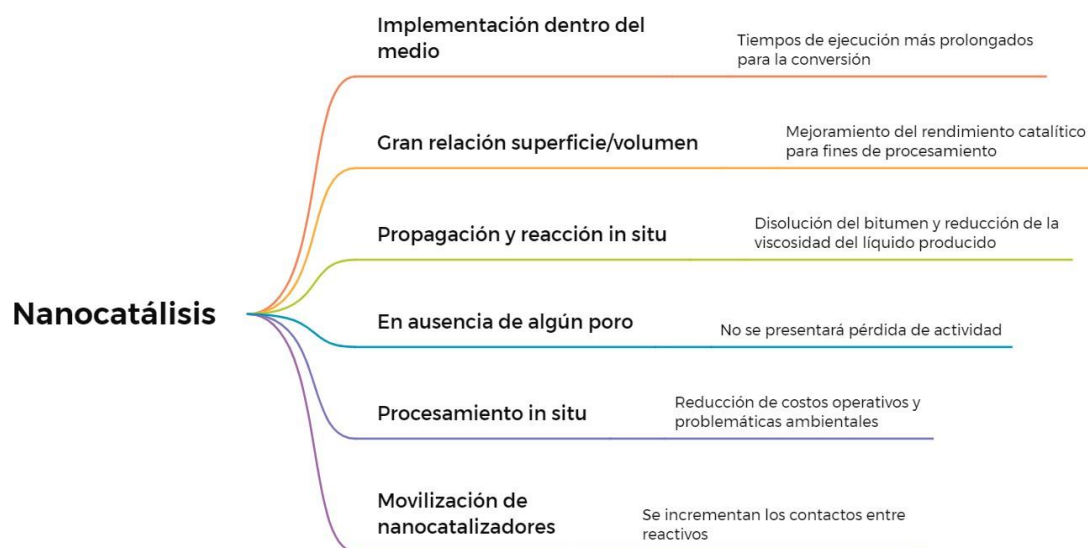 Implementación dentro del
medio
Tiempos de ejecución más prolongados
para la conversión
Gran relación superficie/volumen
Mejoramiento del rendimiento catalítico
para fines de procesamiento
Propagación y reacción in situ
Disolución del bitumen y reducción de la
viscosidad del líquido producido
Nanocatálisis
En ausencia de algún poro
No se presentará pérdida de actividad
Procesamiento in situ
Reducción de costos operativos y
problemáticas ambientales
Movilización de
nanocatalizadores
Se incrementan los contactos entre
reactivos